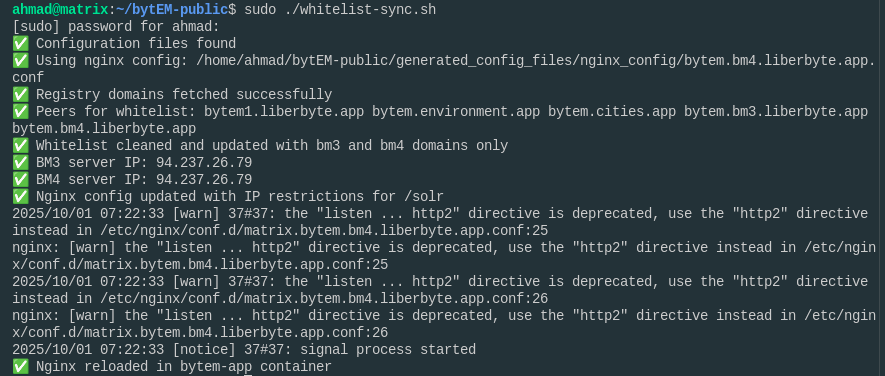 ahmad@matrix:~/bytEM-public$ sudo ./whitelist-sync.sh
[sudo] password for ahmad:
✅ Configuration files found
✅ Using nginx config: /home/ahmad/bytEM-public/generated_config_files/nginx_config/bytem.bm4.liberbyte.app.
conf
✅ Registry domains fetched successfully
✅ Peers for whitelist: bytem1.liberbyte.app bytem.environment.app bytem.cities.app bytem.bm3.liberbyte.app
bytem.bm4.liberbyte.app
✅ Whitelist cleaned and updated with bm3 and bm4 domains only
✅ BM3 server IP: 94.237.26.79
✅ BM4 server IP: 94.237.26.79
✅ Nginx config updated with IP restrictions for /solr
2025/10/01 07:22:33 [warn] 37#37: the "listen ... http2" directive is deprecated, use the "http2" directive
instead in /etc/nginx/conf.d/matrix.bytem.bm4.liberbyte.app.conf:25
nginx: [warn] the "listen ... http2" directive is deprecated, use the "http2" directive instead in /etc/ngin
x/conf.d/matrix.bytem.bm4.liberbyte.app.conf:25
2025/10/01 07:22:33 [warn] 37#37: the "listen ... http2" directive is deprecated, use the "http2" directive
instead in /etc/nginx/conf.d/matrix.bytem.bm4.liberbyte.app.conf:26
nginx: [warn] the "listen ... http2" directive is deprecated, use the "http2" directive instead in /etc/ngin
x/conf.d/matrix.bytem.bm4.liberbyte.app.conf:26
2025/10/01 07:22:33 [notice] 37#37: signal process started
✅ Nginx reloaded in bytem-app container